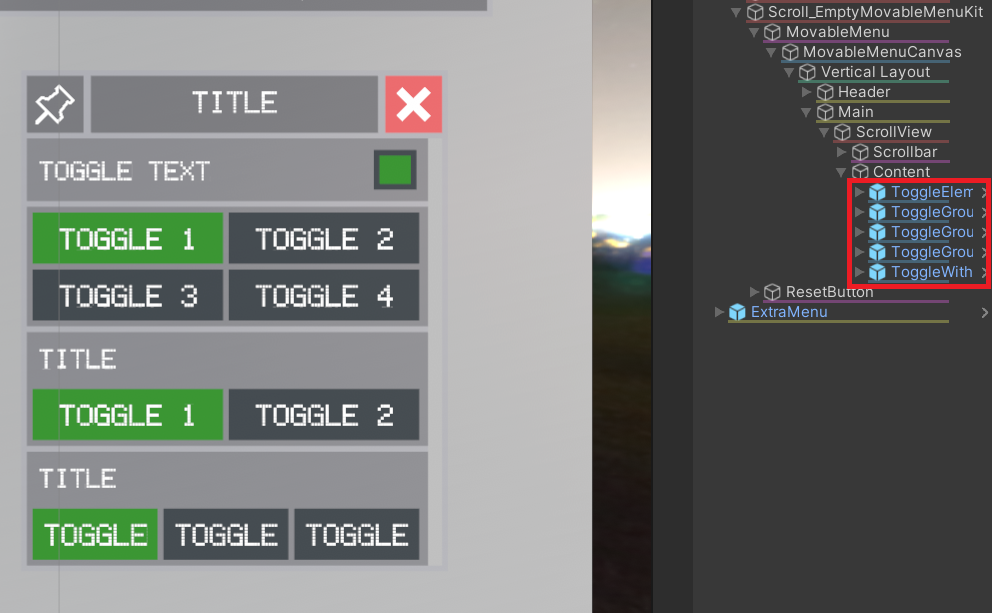 TITLE
TOGGLE TEXT
TOGGLE 1 TOGGLE 2
TOGGLE 3 TOGGLE 4
TITLE
TOGGLE 1 TOGGLE 2
TITLE
TOGGLE TOGGLE TOGGLE
Scroll_EmptyMovableMenuKit
MovableMenu
MovableMenuCanvas
Vertical Layout
Header
Main
ScrollView
Scrollbar
Content
ToggleElem
ToggleGrou
ToggleGrou
ToggleGrou
ToggleWith
ResetButton
ExtraMenu